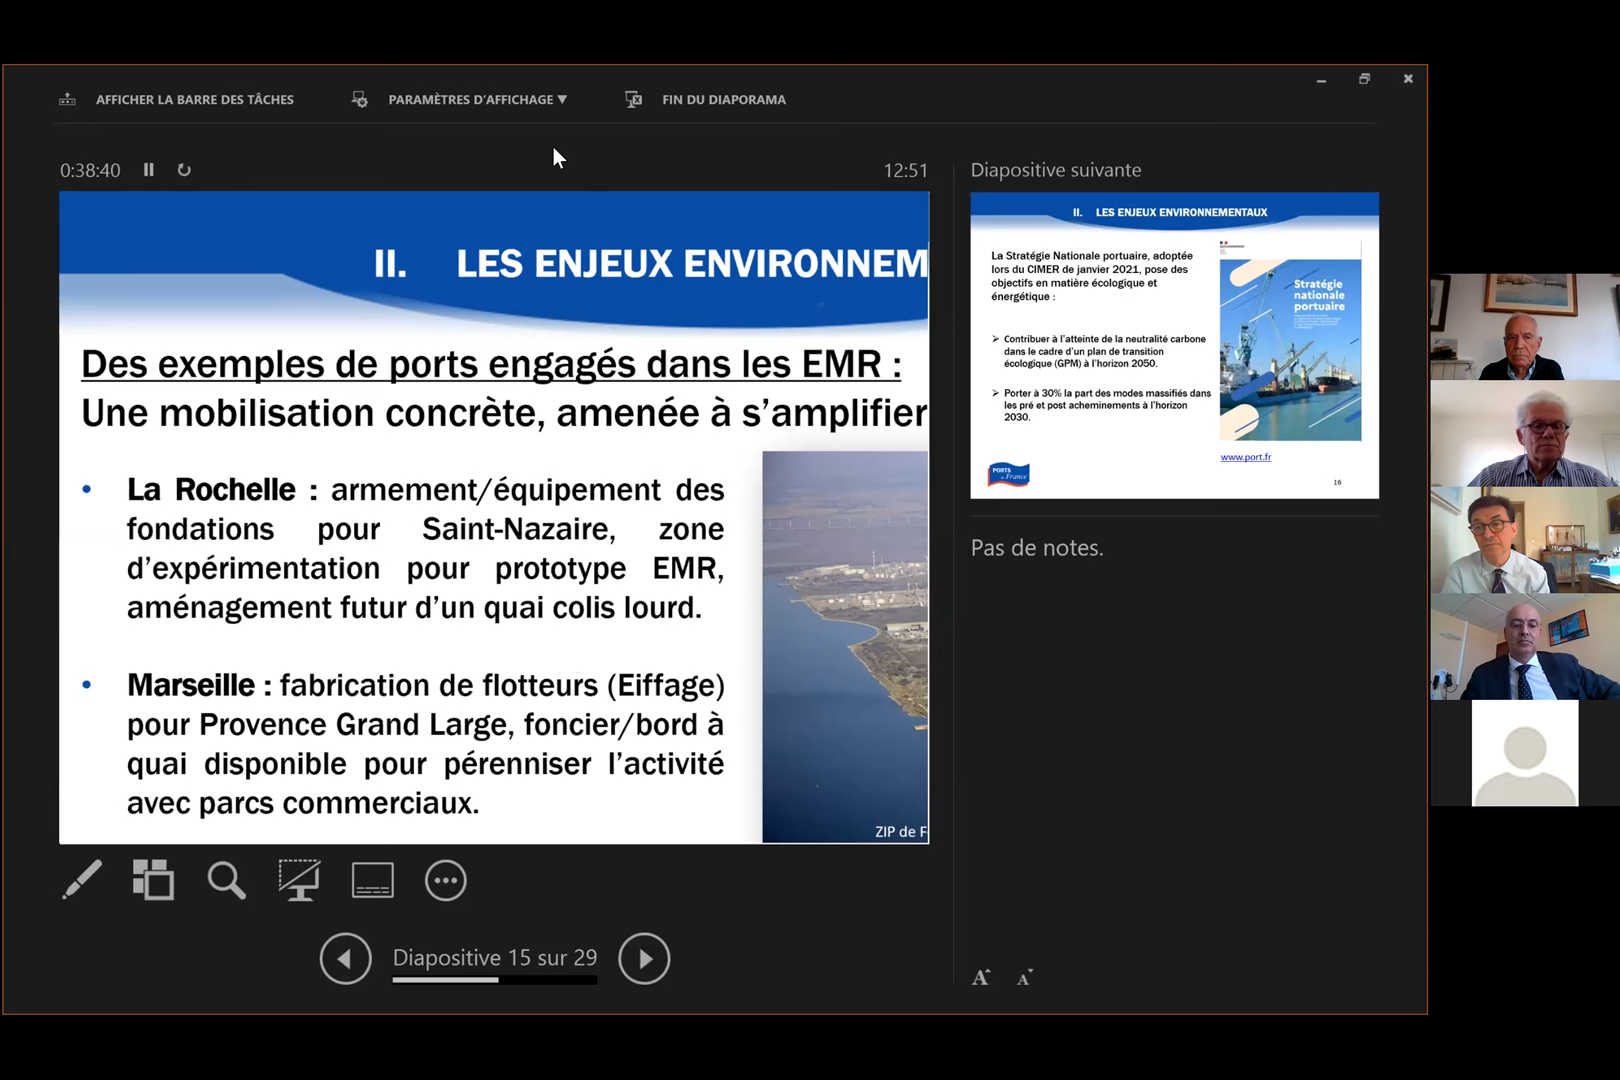 AFFICHER LA BARRE DES TÂCHES
PARAMÈTRES D'AFFICHAGE ▼
FIN DU DIAPORAMA
0:38:40
12:51
II. LES ENJEUX ENVIRONNEM
Des exemples de ports engagés dans les EMR :
Une mobilisation concrète, amenée à s'amplifier
• La Rochelle : armement/équipement des
fondations pour Saint-Nazaire, zone
d'expérimentation pour prototype EMR,
aménagement futur d'un quai colis lourd.
• Marseille : fabrication de flotteurs (Eiffage)
pour Provence Grand Large, foncier/bord à
quai disponible pour pérenniser l'activité
avec parcs commerciaux.
ZIP de F
Diapositive 15 sur 29
Diapositive suivante
II. LES ENJEUX ENVIRONNEMENTAUX
La Stratégie Nationale portuaire, adoptée
lors du CIMER de janvier 2021, pose des
objectifs en matière écologique et
énergétique :
➢ Contribuer à l'atteinte de la neutralité carbone
dans le cadre d'un plan de transition
écologique (GPM) à l'horizon 2050.
➢ Porter à 30% la part des modes massifiés dans
les pré et post acheminements à l'horizon
2030.
Stratégie
nationale
portuaire
www.port.fr
PORTS
de France
16
Pas de notes.
A A